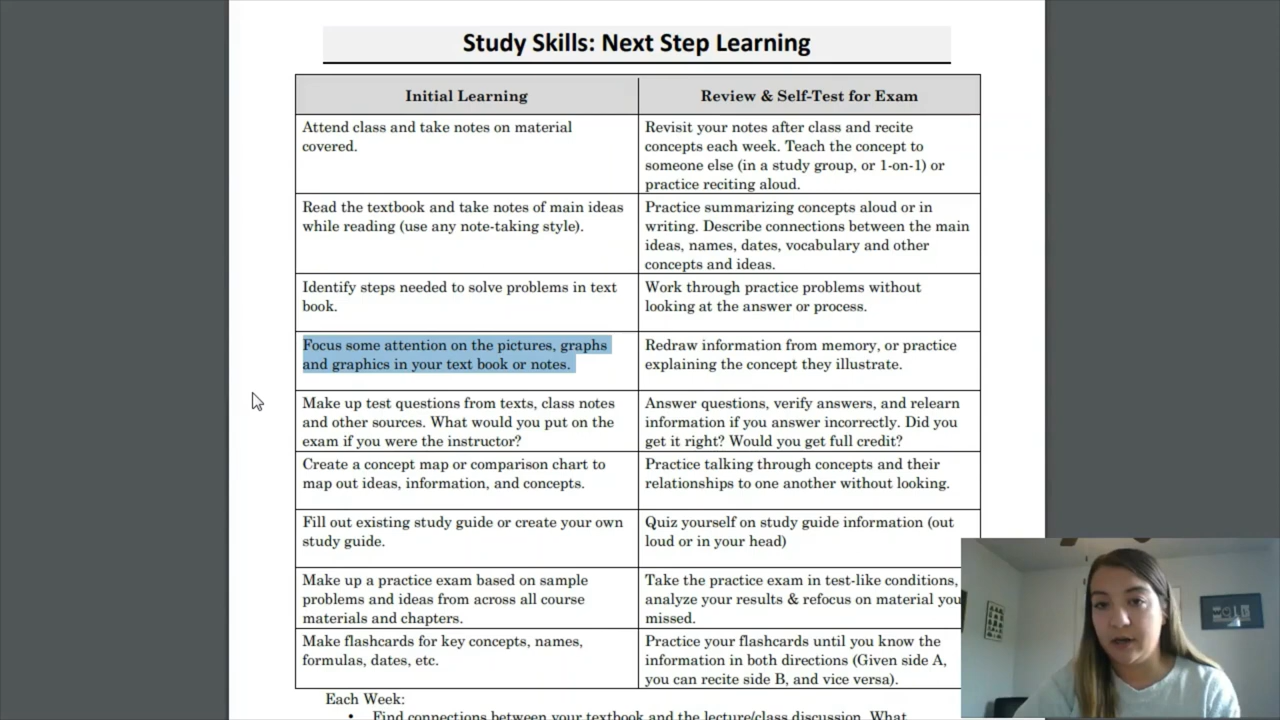 Study Skills: Next Step Learning
Initial Learning
Review & Self-Test for Exam
Attend class and take notes on material
covered.
Revisit your notes after class and recite
concepts each week. Teach the concept to
someone else (in a study group, or 1-on-1) or
practice reciting aloud.
Read the textbook and take notes of main ideas
while reading (use any note-taking style).
Practice summarizing concepts aloud or in
writing. Describe connections between the main
ideas, names, dates, vocabulary and other
concepts and ideas.
Identify steps needed to solve problems in text
book.
Work through practice problems without
looking at the answer or process.
Focus some attention on the pictures, graphs
and graphics in your text book or notes.
Redraw information from memory, or practice
explaining the concept they illustrate.
Make up test questions from texts, class notes
and other sources. What would you put on the
exam if you were the instructor?
Answer questions, verify answers, and relearn
information if you answer incorrectly. Did you
get it right? Would you get full credit?
Create a concept map or comparison chart to
map out ideas, information, and concepts.
Practice talking through concepts and their
relationships to one another without looking.
Fill out existing study guide or create your own
study guide.
Quiz yourself on study guide information (out
loud or in your head)
Make up a practice exam based on sample
problems and ideas from across all course
materials and chapters.
Take the practice exam in test-like conditions,
analyze your results & refocus on material you
missed.
Make flashcards for key concepts, names,
formulas, dates, etc.
Practice your flashcards until you know the
information in both directions (Given side A,
you can recite side B, and vice versa).
Each Week:
• Find connections between your textbook and the lecture/class discussion. What